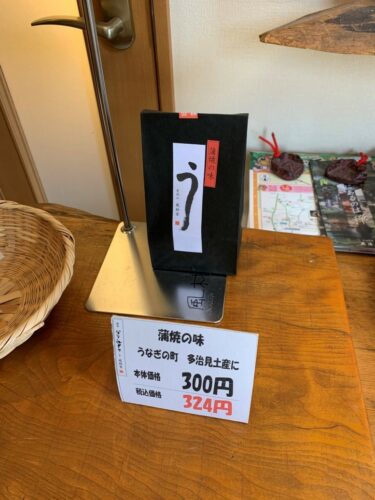 蒲焼の味
う
蒲焼の味
うなぎの町 多治見土産に
本体価格 300円
税込価格 324円